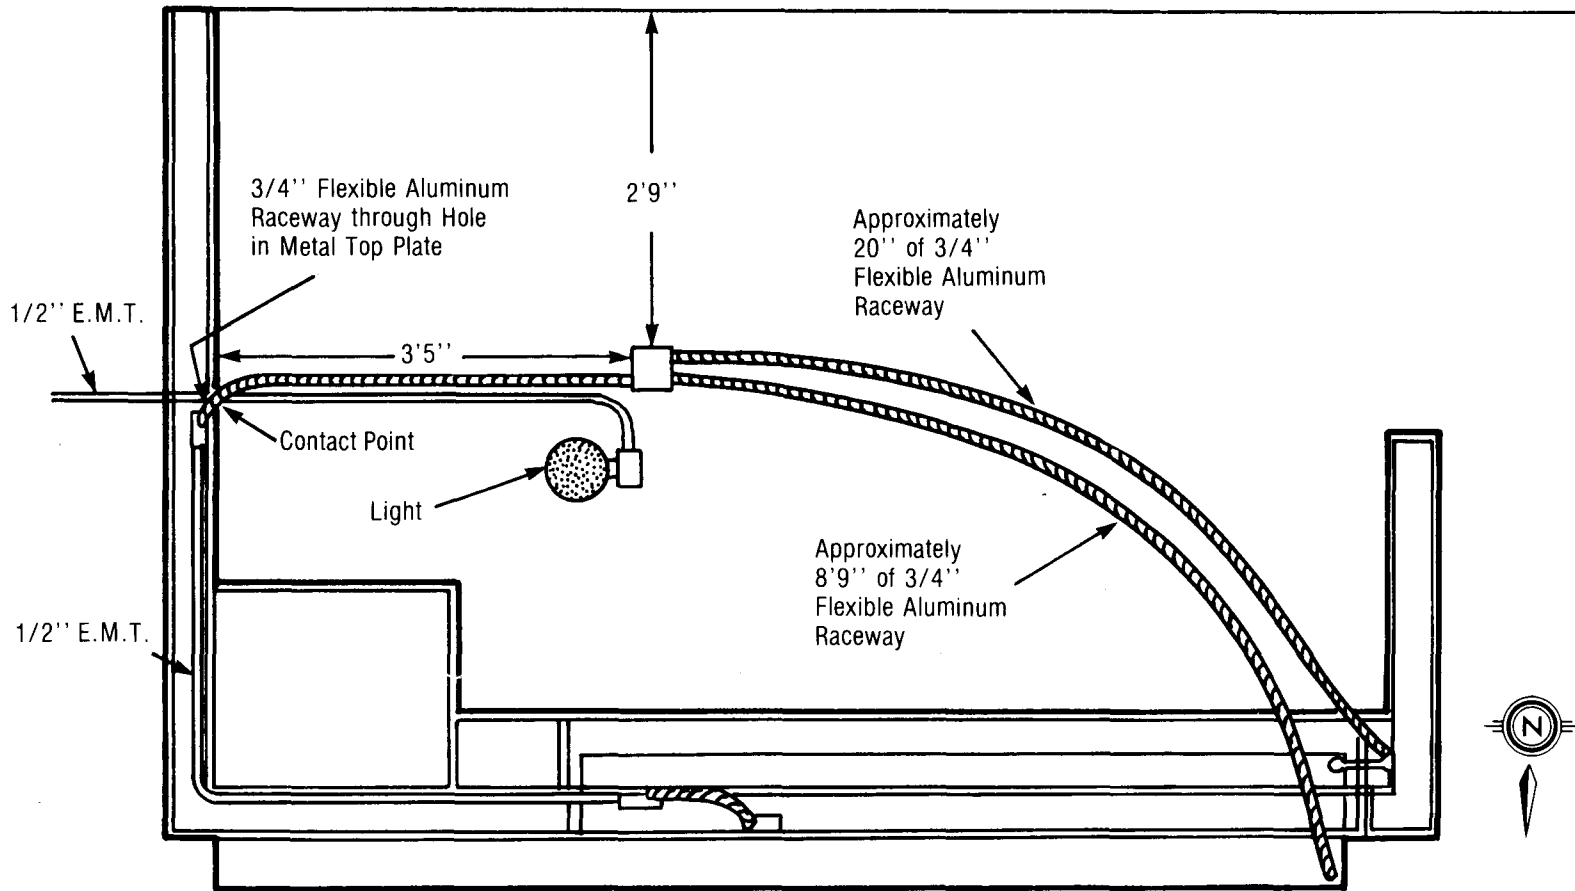 3/4'' Flexible Aluminum
Raceway through Hole
in Metal Top Plate
2'9''
Approximately
20'' of 3/4''
Flexible Aluminum
Raceway
1/2'' E.M.T.
3'5''
Contact Point
Light
Approximately
8'9'' of 3/4''
Flexible Aluminum
Raceway
1/2'' E.M.T.
N